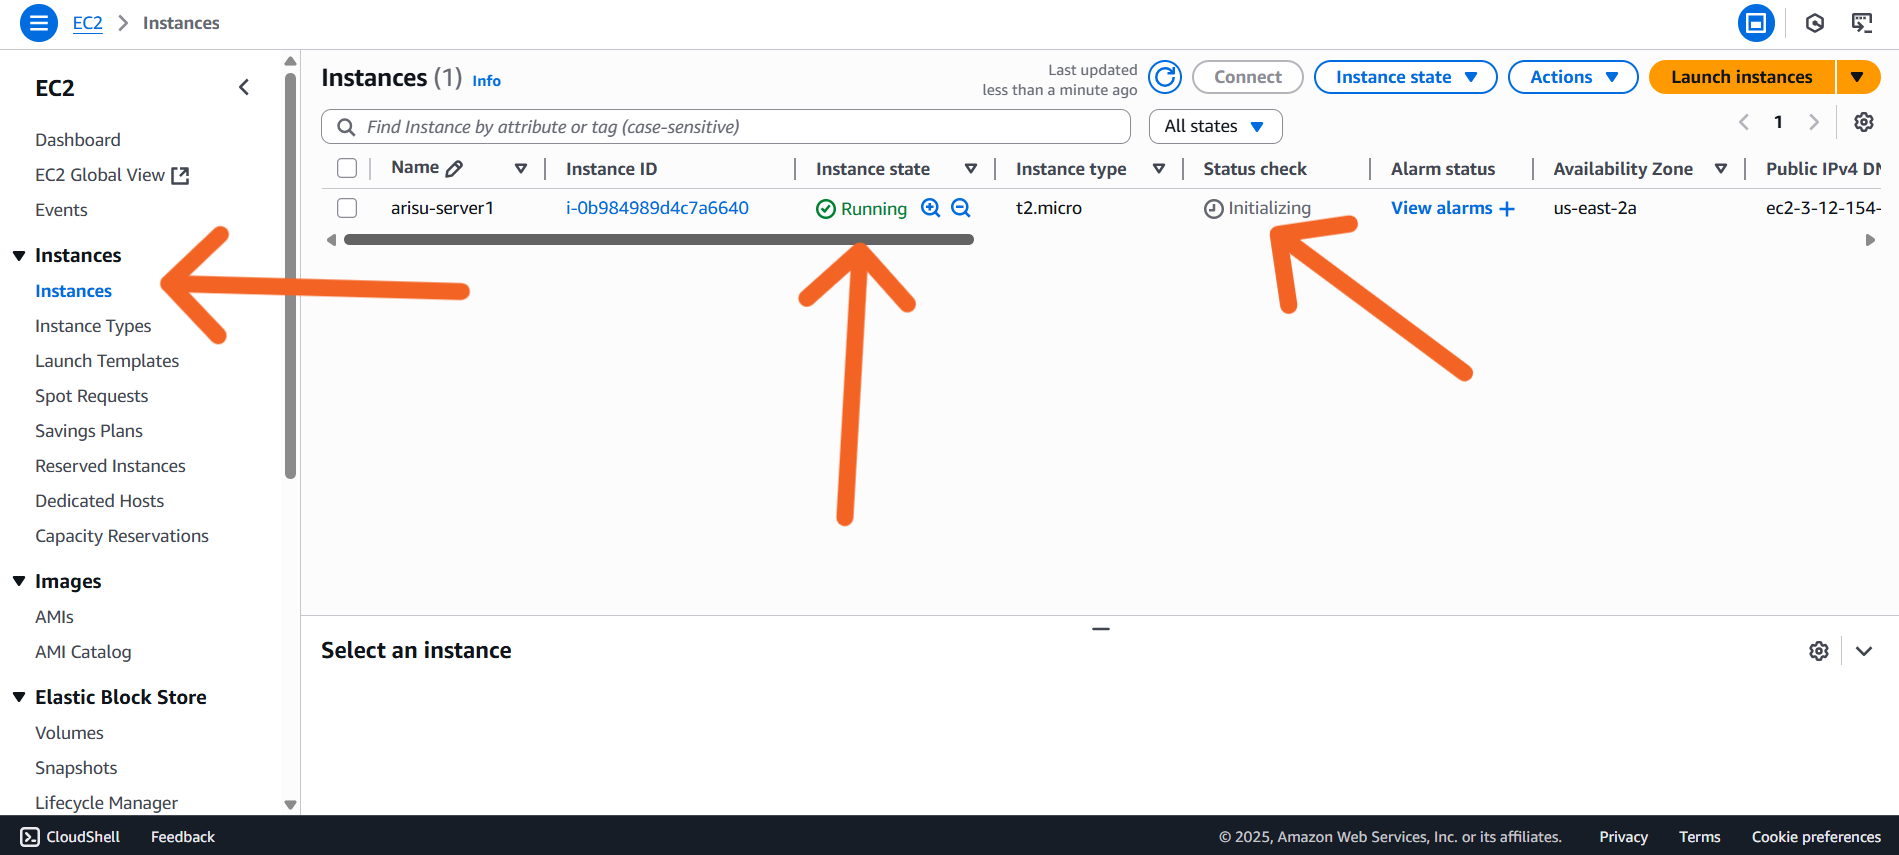 EC2 > Instances
EC2
Dashboard
EC2 Global View
Events
Instances
Instances
Instance Types
Launch Templates
Spot Requests
Savings Plans
Reserved Instances
Dedicated Hosts
Capacity Reservations
Images
AMIs
AMI Catalog
Elastic Block Store
Volumes
Snapshots
Lifecycle Manager
Instances (1) Info
Last updated
less than a minute ago
Connect
Instance state
Actions
Launch instances
Find Instance by attribute or tag (case-sensitive)
All states
1
Name Instance ID Instance state Instance type Status check Alarm status Availability Zone Public IPv4 DN
arisu-server1 i-0b984989d4c7a6640 Running t2.micro Initializing View alarms + us-east-2a ec2-3-12-154-
Select an instance
CloudShell Feedback © 2025, Amazon Web Services, Inc. or its affiliates. Privacy Terms Cookie preferences